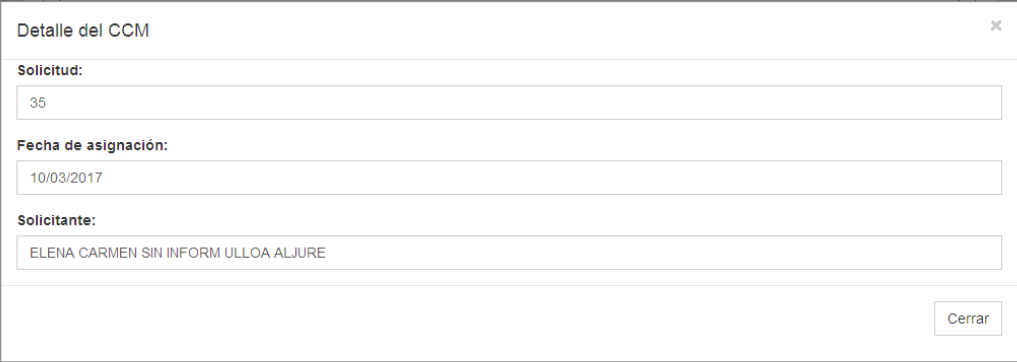 Detalle del CCM
×
Solicitud:
35
Fecha de asignación:
10/03/2017
Solicitante:
ELENA CARMEN SIN INFORM ULLOA ALJURE
Cerrar